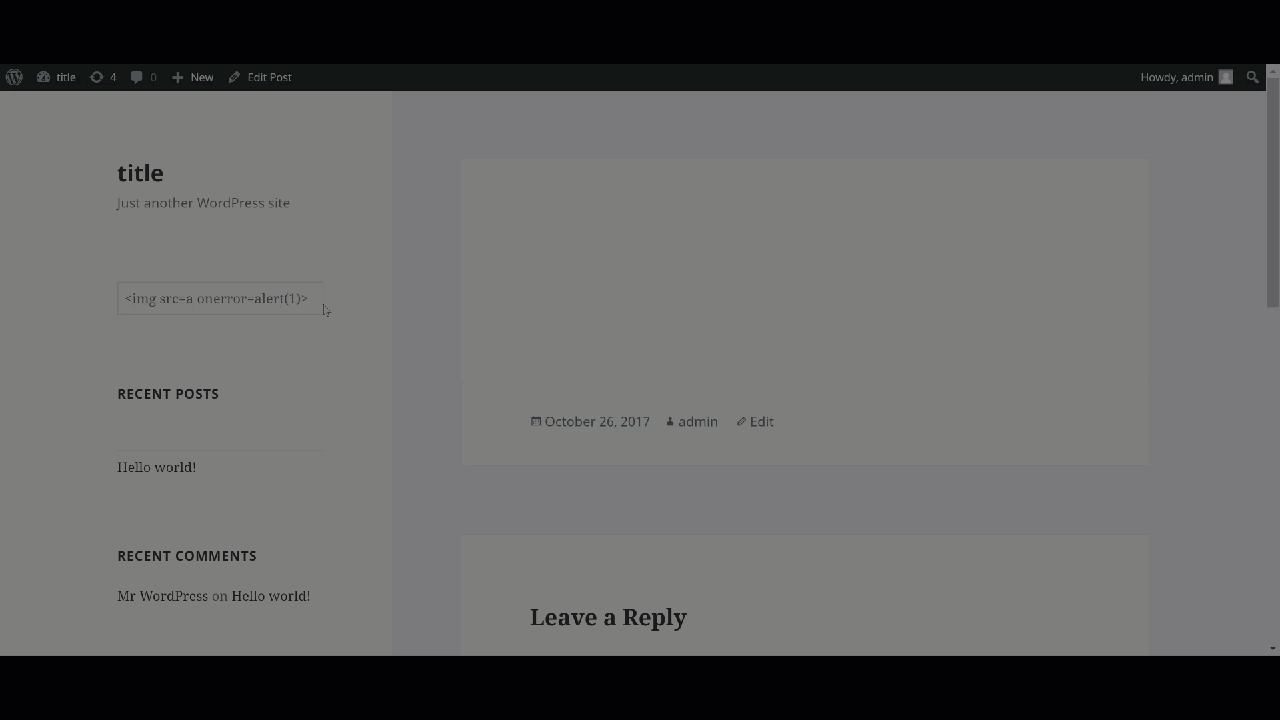 title 4 0 New Edit Post Howdy, admin
title
Just another WordPress site
<img src=a onerror=alert(1)>
RECENT POSTS
Hello world!
RECENT COMMENTS
Mr WordPress on Hello world!
October 26, 2017 admin Edit
Leave a Reply